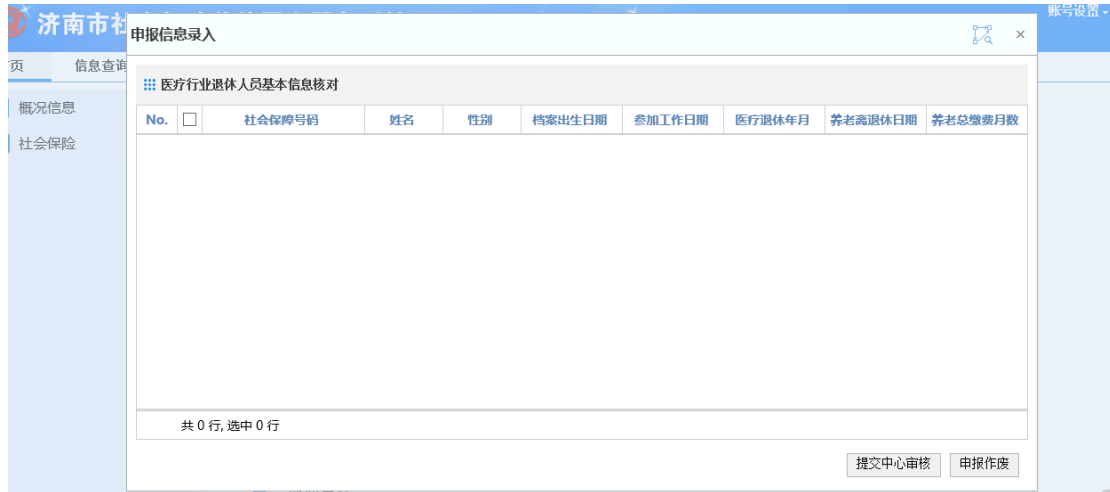 济南市社
账号设置
申报信息录入
页
信息查询
概况信息
社会保险
医疗行业退休人员基本信息核对
No. 社会保障号码 姓名 性别 档案出生日期 参加工作日期 医疗退休年月 养老离退休日期 养老总缴费月数
共 0 行, 选中 0 行
提交中心审核 申报作废